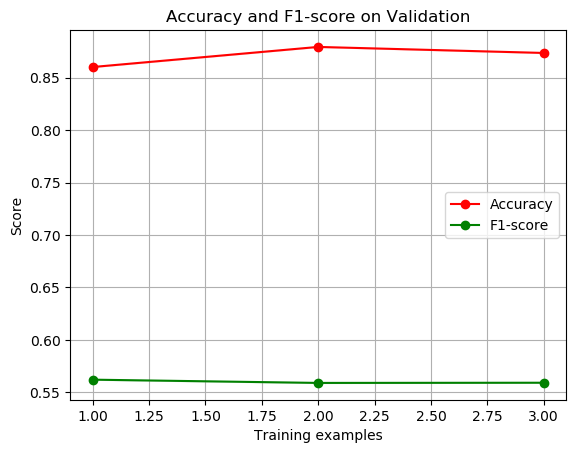 Accuracy and F1-score on Validation
0.85
0.80
0.75
0.70
0.65
0.60
0.55
Score
Accuracy
F1-score
1.00 1.25 1.50 1.75 2.00 2.25 2.50 2.75 3.00
Training examples